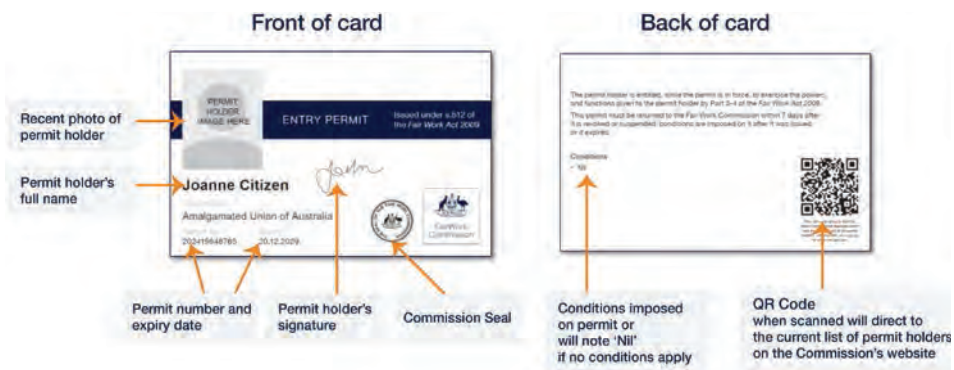 Front of card
Back of card
PERMIT
HOLDER
IMAGE HERE
ENTRY PERMIT
Issued under s.512 of
the Fair Work Act 2009
Joanne Citizen
Amalgamated Union of Australia
20.12.2029
Fair Work
Commission
Recent photo of
permit holder
Permit holder's
full name
Permit number and
expiry date
Permit holder's
signature
Commission Seal
The permit holder is entitled, while the permit is in force, to exercise the powers
and functions given to the permit holder by Part 3-4 of the Fair Work Act 2009.
This permit must be returned to the Fair Work Commission within 7 days after
it is revoked or suspended, conditions are imposed on it after it was issued
or it expires.
Conditions
- Nil
Conditions imposed
on permit or
will note 'Nil'
if no conditions apply
QR Code
when scanned will direct to
the current list of permit holders
on the Commission's website